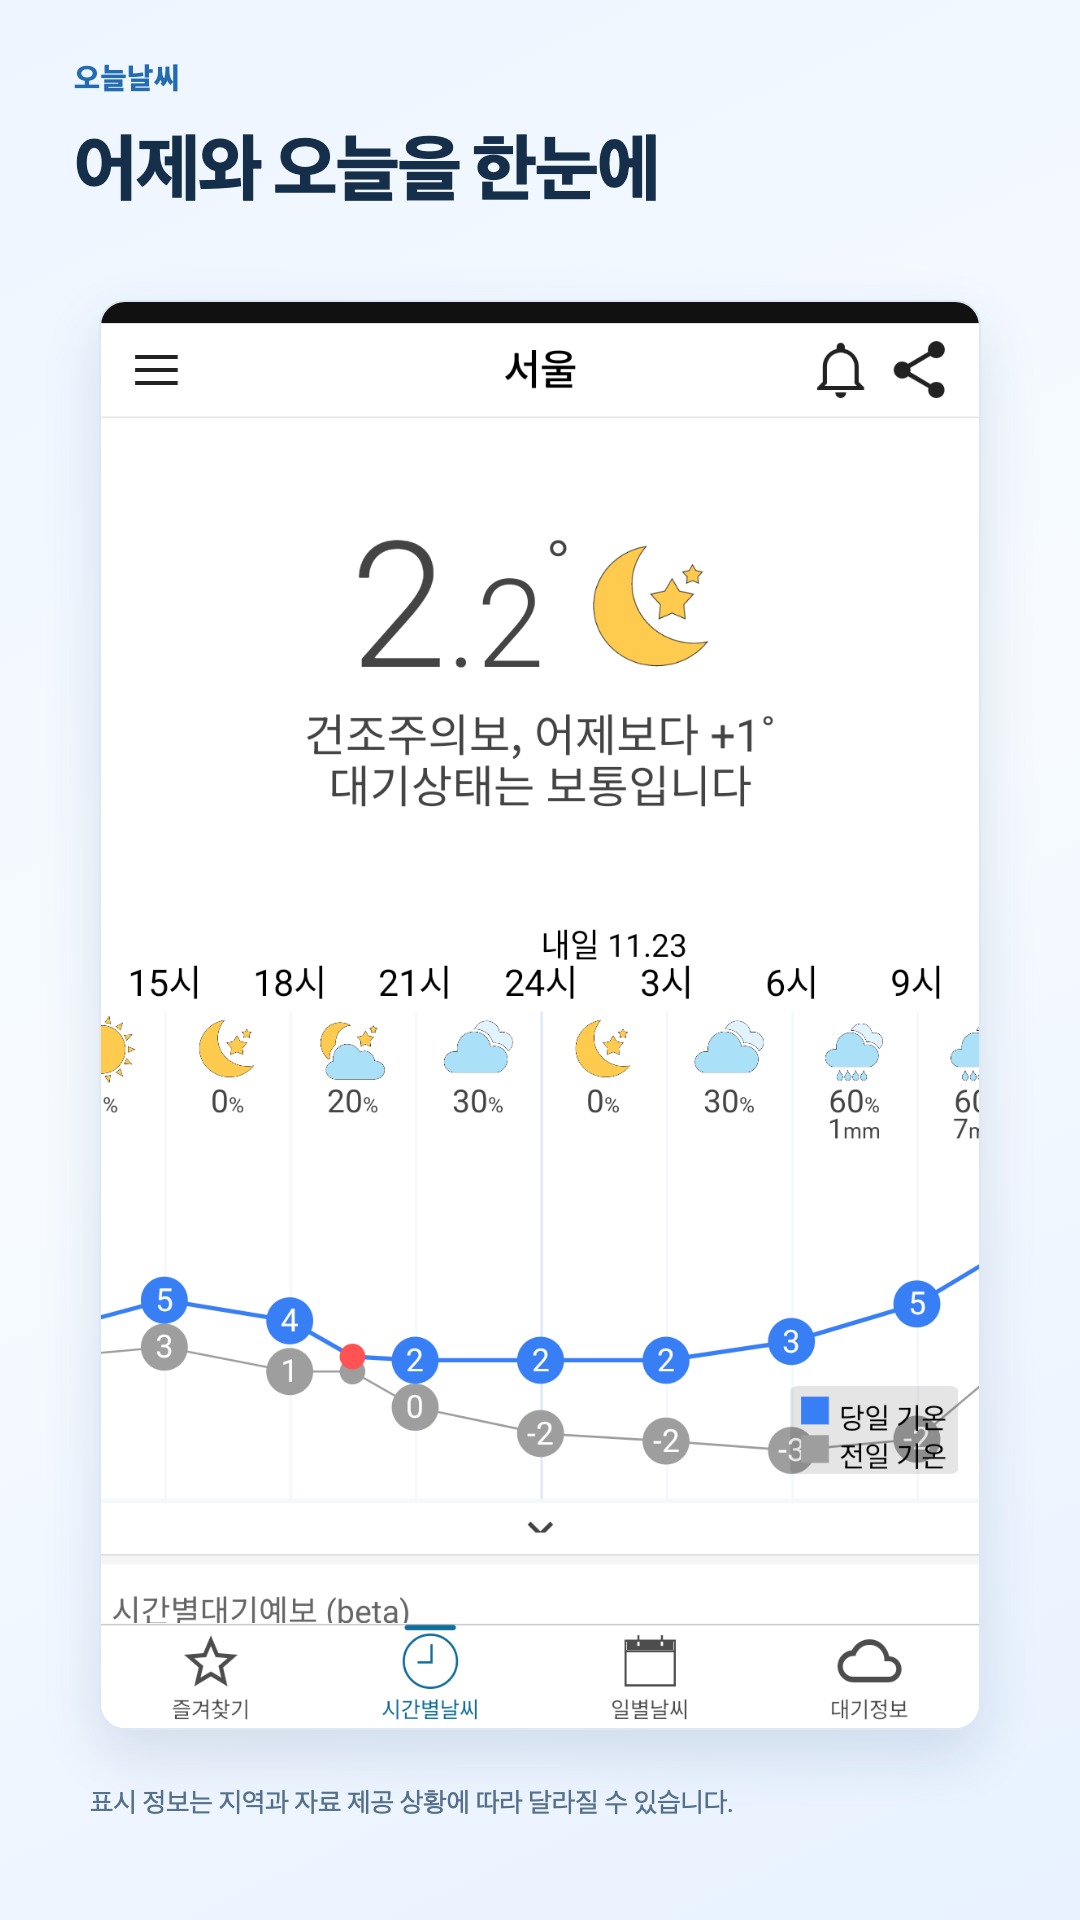 오늘날씨
어제와 오늘을 한눈에
서울
2.2°
건조주의보, 어제보다 +1°
대기상태는 보통입니다
내일 11.23
15시 18시 21시 24시 3시 6시 9시
% 0% 20% 30% 0% 30% 60% 60
1mm 7m
5 4 2 2 2 3 5
3 1 0 -2 -2 -3 -2
당일 기온
전일 기온
시간별대기예보 (beta)
즐겨찾기 시간별날씨 일별날씨 대기정보
표시 정보는 지역과 자료 제공 상황에 따라 달라질 수 있습니다.